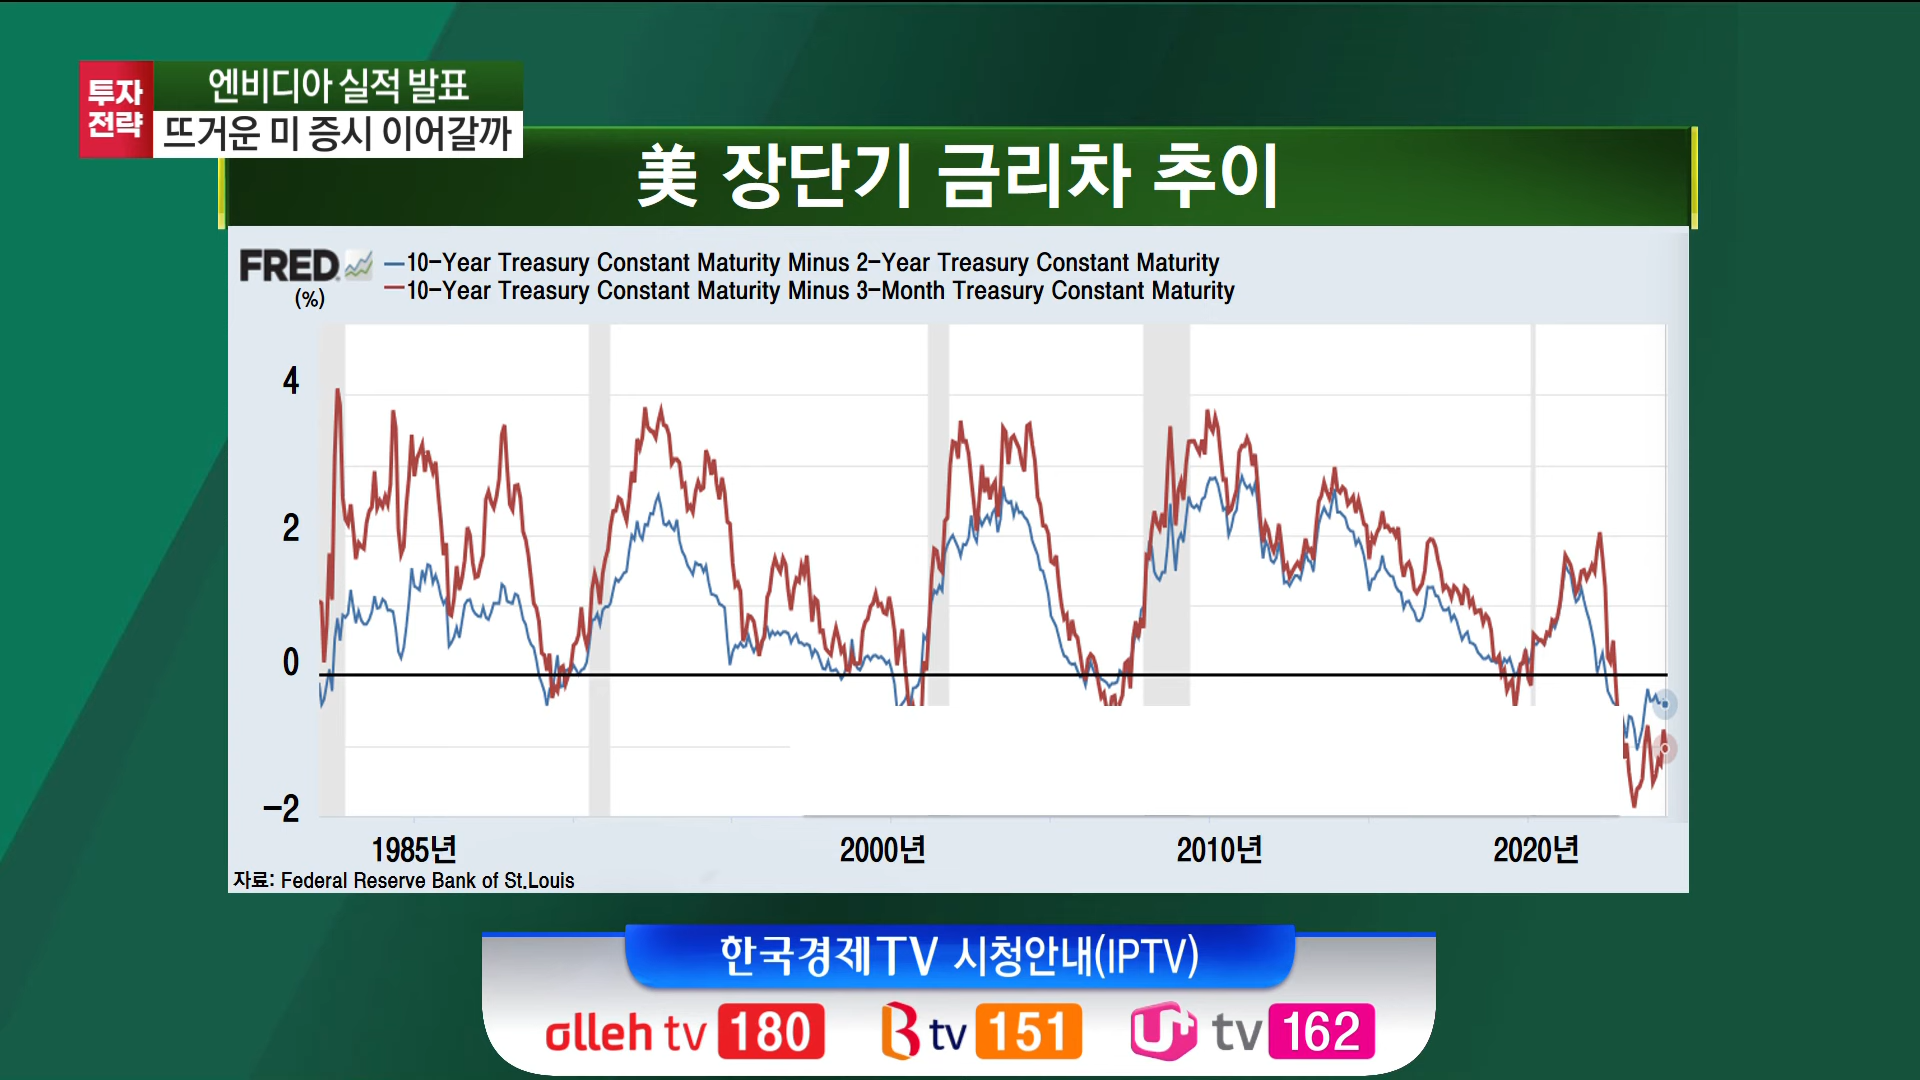 투자
전략
엔비디아 실적 발표
뜨거운 미 증시 이어갈까
美 장단기 금리차 추이
FRED
10-Year Treasury Constant Maturity Minus 2-Year Treasury Constant Maturity
10-Year Treasury Constant Maturity Minus 3-Month Treasury Constant Maturity
(%)
4
2
0
-2
1985년 2000년 2010년 2020년
자료: Federal Reserve Bank of St.Louis
한국경제TV 시청안내(IPTV)
olleh tv 180 B tv 151 U+ tv 162